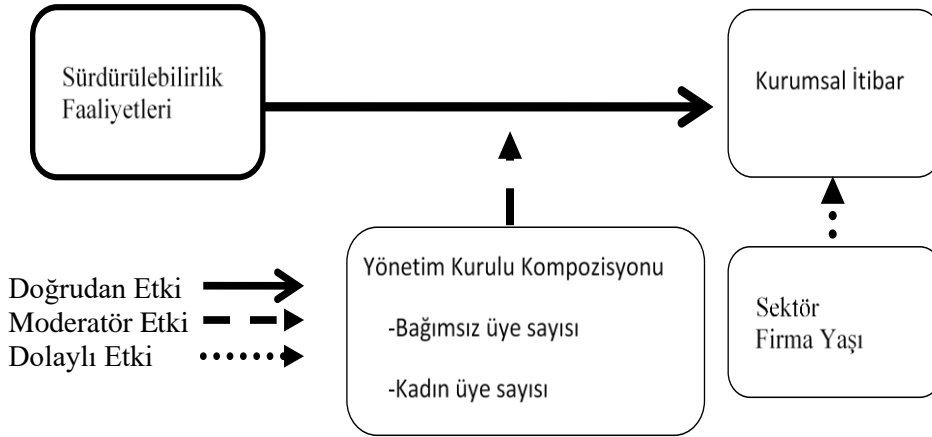 Sürdürülebilirlik
Faaliyetleri
Kurumsal İtibar
Yönetim Kurulu Kompozisyonu
-Bağımsız üye sayısı
-Kadın üye sayısı
Sektör
Firma Yaşı
Doğrudan Etki
Moderatör Etki
Dolaylı Etki